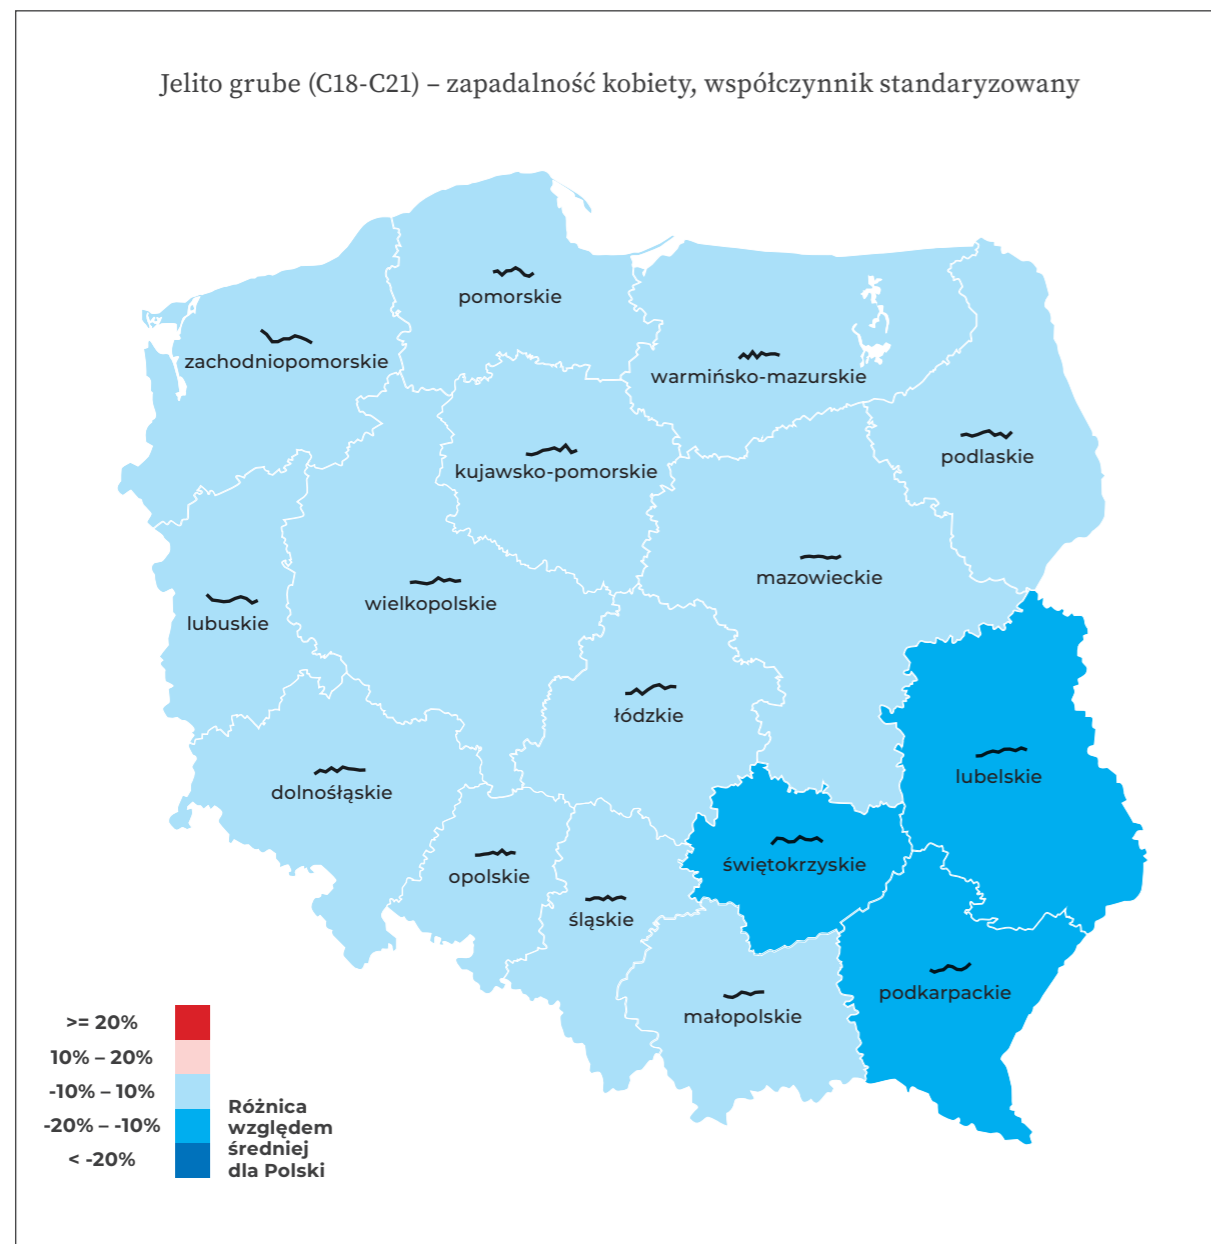 Jelito grube (C18-C21) – zapadalność kobiety, współczynnik standaryzowany
pomorskie
zachodniopomorskie
warmińsko-mazurskie
kujawsko-pomorskie
podlaskie
mazowieckie
wielkopolskie
lubuskie
łódzkie
lubelskie
dolnośląskie
świętokrzyskie
opolskie
śląskie
podkarpackie
małopolskie
>= 20%
10% – 20%
-10% – 10%
-20% – -10%
< -20%
Różnica
względem
średniej
dla Polski